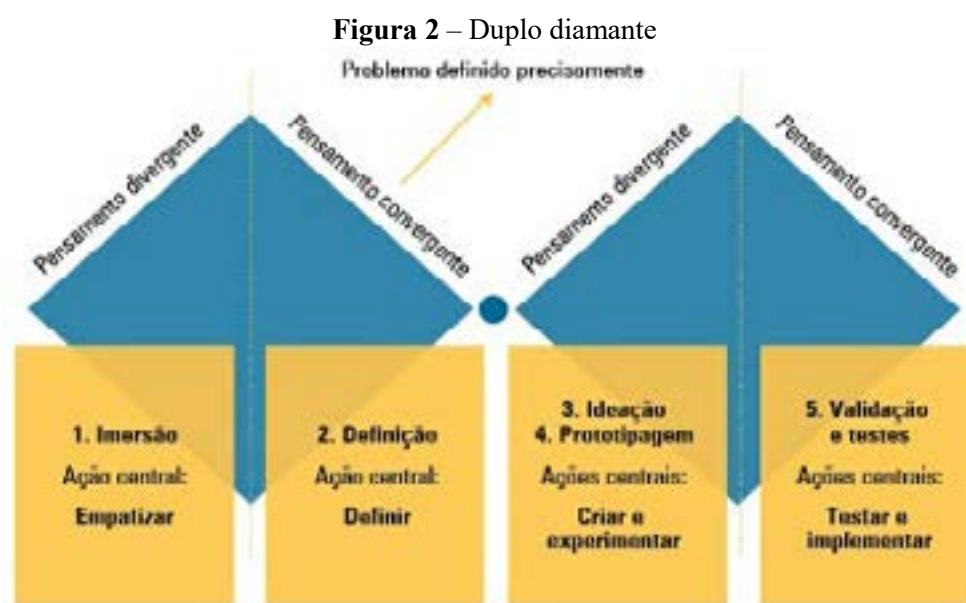 Figura 2 – Duplo diamante
Problema definido precisamente
Pensamento divergente
Pensamento convergente
Pensamento divergente
Pensamento convergente
1. Imersão
Ação central:
Empatizar
2. Definição
Ação central:
Definir
3. Ideação
4. Prototipagem
Ações centrais:
Criar e
experimentar
5. Validação
e testes
Ações centrais:
Testar e
implementar